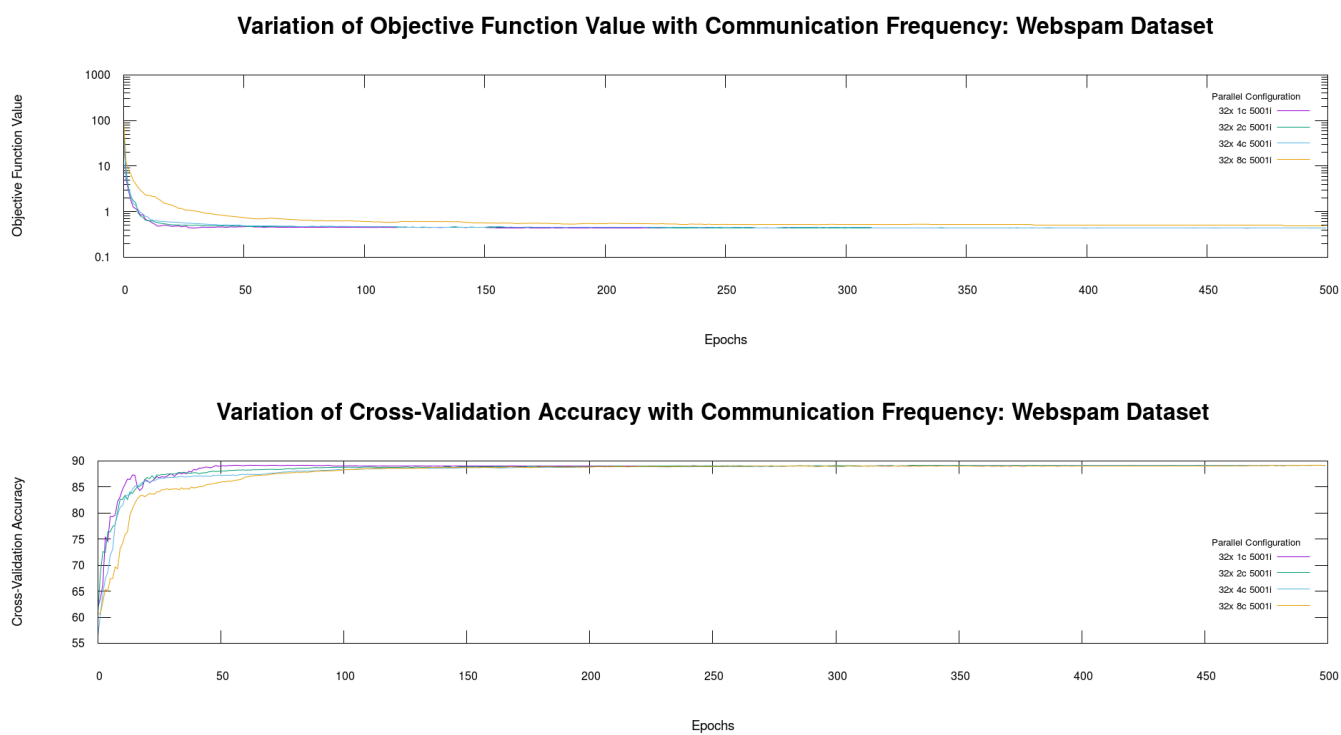 Variation of Objective Function Value with Communication Frequency: Webspam Dataset
Objective Function Value
1000
100
10
1
0.1
Parallel Configuration
32x 1c 5001i
32x 2c 5001i
32x 4c 5001i
32x 8c 5001i
0 50 100 150 200 250 300 350 400 450 500
Epochs
Variation of Cross-Validation Accuracy with Communication Frequency: Webspam Dataset
Cross-Validation Accuracy
90
85
80
75
70
65
60
55
Parallel Configuration
32x 1c 5001i
32x 2c 5001i
32x 4c 5001i
32x 8c 5001i
0 50 100 150 200 250 300 350 400 450 500
Epochs